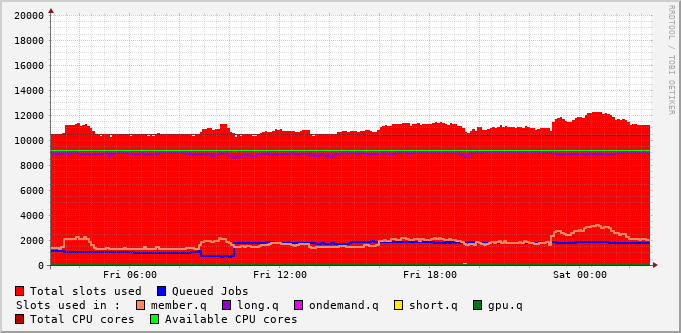 20000
18000
16000
14000
12000
10000
8000
6000
4000
2000
0
Fri 06:00 Fri 12:00 Fri 18:00 Sat 00:00
Total slots used Queued Jobs
Slots used in : member.q long.q ondemand.q short.q gpu.q
Total CPU cores Available CPU cores
RRDTOOL / TOBI OETIKER